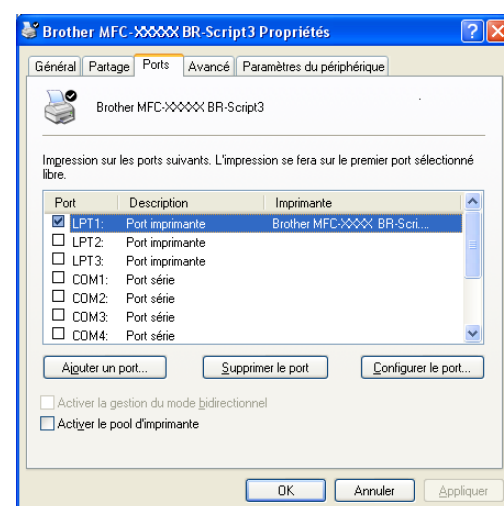 Brother MFC-XXXXX BR-Script3 Propriétés
Général Partage Ports Avancé Paramètres du périphérique
Brother MFC-XXXXX BR-Script3
Impression sur les ports suivants. L'impression se fera sur le premier port sélectionné
libre.
Port Description Imprimante
LPT1: Port imprimante Brother MFC-XXXX BR-Scri...
LPT2: Port imprimante
LPT3: Port imprimante
COM1: Port série
COM2: Port série
COM3: Port série
COM4: Port série
Ajouter un port... Supprimer le port Configurer le port...
Activer la gestion du mode bidirectionnel
Activer le pool d'imprimante
OK Annuler Appliquer